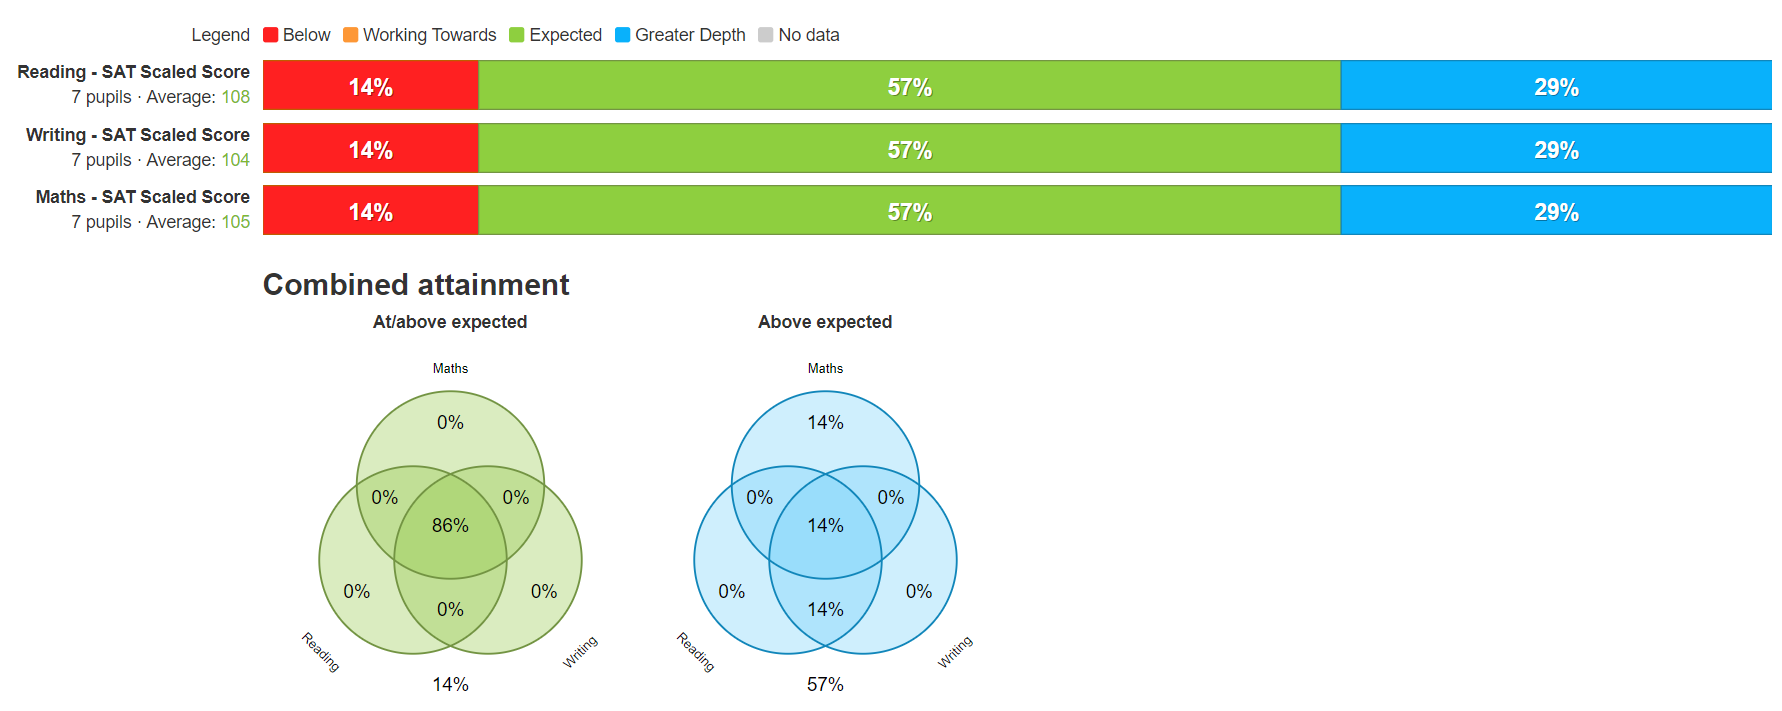 Legend Below Working Towards Expected Greater Depth No data
Reading - SAT Scaled Score
7 pupils · Average: 108
14% 57% 29%
Writing - SAT Scaled Score
7 pupils · Average: 104
14% 57% 29%
Maths - SAT Scaled Score
7 pupils · Average: 105
14% 57% 29%
Combined attainment
At/above expected
Maths
0%
0% 0%
86%
0% 0%
0%
Reading Writing
14%
Above expected
Maths
14%
0% 0%
14%
0% 0%
14%
Reading Writing
57%